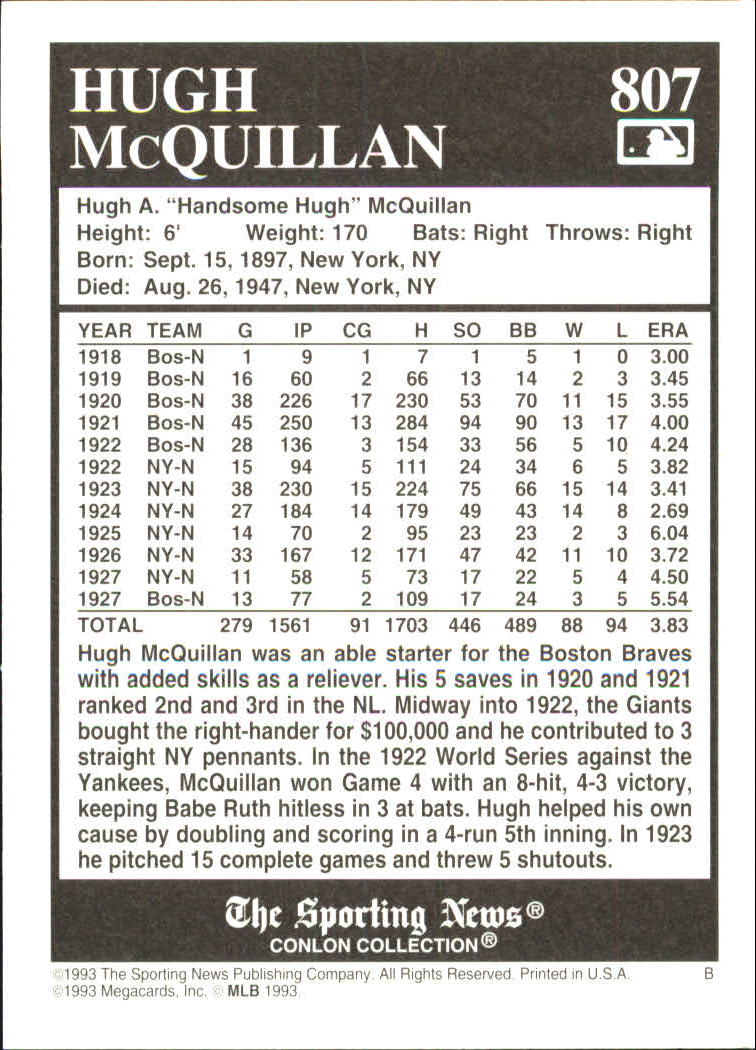 HUGH 807
McQUILLAN
Hugh A. “Handsome Hugh” McQuillan
Height: 6' Weight: 170 Bats: Right Throws: Right
Born: Sept. 15, 1897, New York, NY
Died: Aug. 26, 1947, New York, NY
YEAR TEAM G IP CG H SO BB W L ERA
1918 Bos-N 1 9 1 7 1 5 1 0 3.00
1919 Bos-N 16 60 2 66 13 14 2 3 3.45
1920 Bos-N 38 226 17 230 53 70 11 15 3.55
1921 Bos-N 45 250 13 284 94 90 13 17 4.00
1922 Bos-N 28 136 3 154 33 56 5 10 4.24
1922 NY-N 15 94 5 111 24 34 6 5 3.82
1923 NY-N 38 230 15 224 75 66 15 14 3.41
1924 NY-N 27 184 14 179 49 43 14 8 2.69
1925 NY-N 14 70 2 95 23 23 2 3 6.04
1926 NY-N 33 167 12 171 47 42 11 10 3.72
1927 NY-N 11 58 5 73 17 22 5 4 4.50
1927 Bos-N 13 77 2 109 17 24 3 5 5.54
TOTAL 279 1561 91 1703 446 489 88 94 3.83
Hugh McQuillan was an able starter for the Boston Braves
with added skills as a reliever. His 5 saves in 1920 and 1921
ranked 2nd and 3rd in the NL. Midway into 1922, the Giants
bought the right-hander for $100,000 and he contributed to 3
straight NY pennants. In the 1922 World Series against the
Yankees, McQuillan won Game 4 with an 8-hit, 4-3 victory,
keeping Babe Ruth hitless in 3 at bats. Hugh helped his own
cause by doubling and scoring in a 4-run 5th inning. In 1923
he pitched 15 complete games and threw 5 shutouts.
The Sporting News®
CONLON COLLECTION®
©1993 The Sporting News Publishing Company. All Rights Reserved. Printed in U.S.A. B
©1993 Megacards, Inc. © MLB 1993